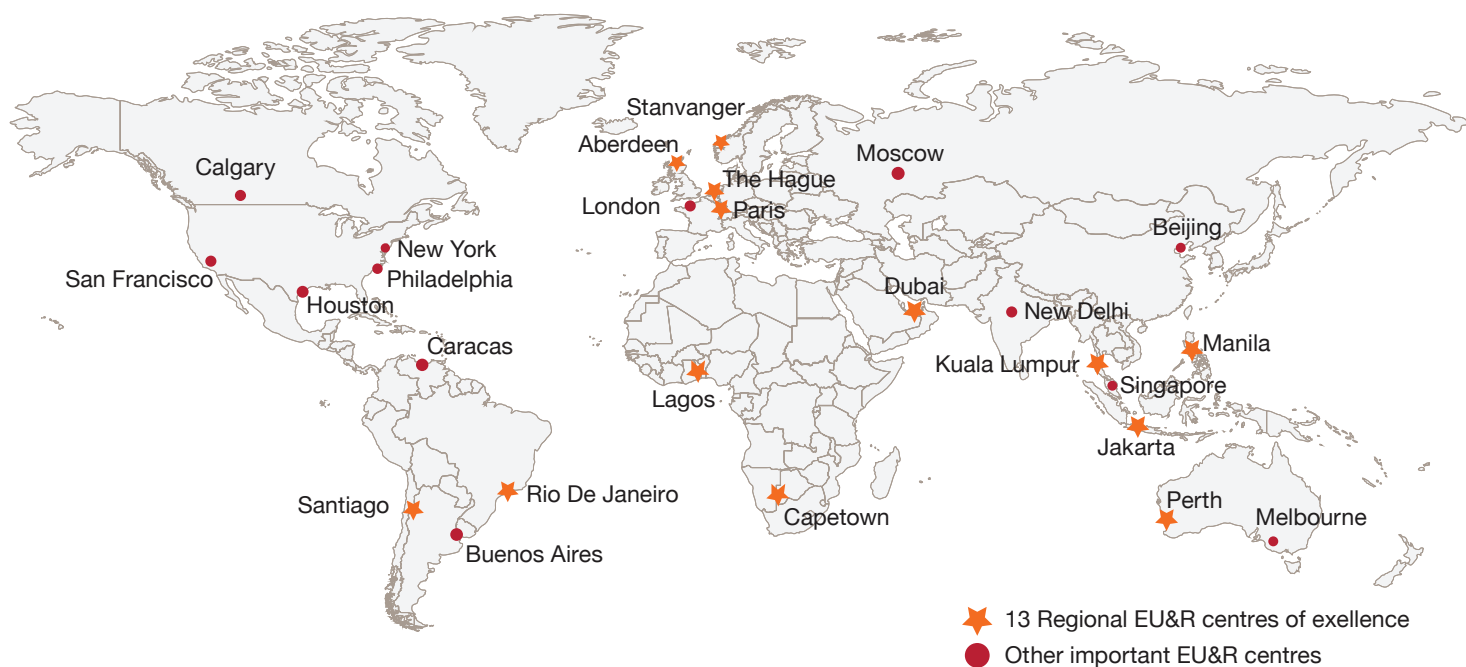 Stanvanger
Aberdeen
Calgary
Moscow
The Hague
London
Paris
New York
Beijing
San Francisco
Philadelphia
Dubai
Houston
New Delhi
Caracas
Manila
Kuala Lumpur
Singapore
Lagos
Jakarta
Rio De Janeiro
Santiago
Perth
Capetown
Melbourne
Buenos Aires
13 Regional EU&R centres of exellence
Other important EU&R centres